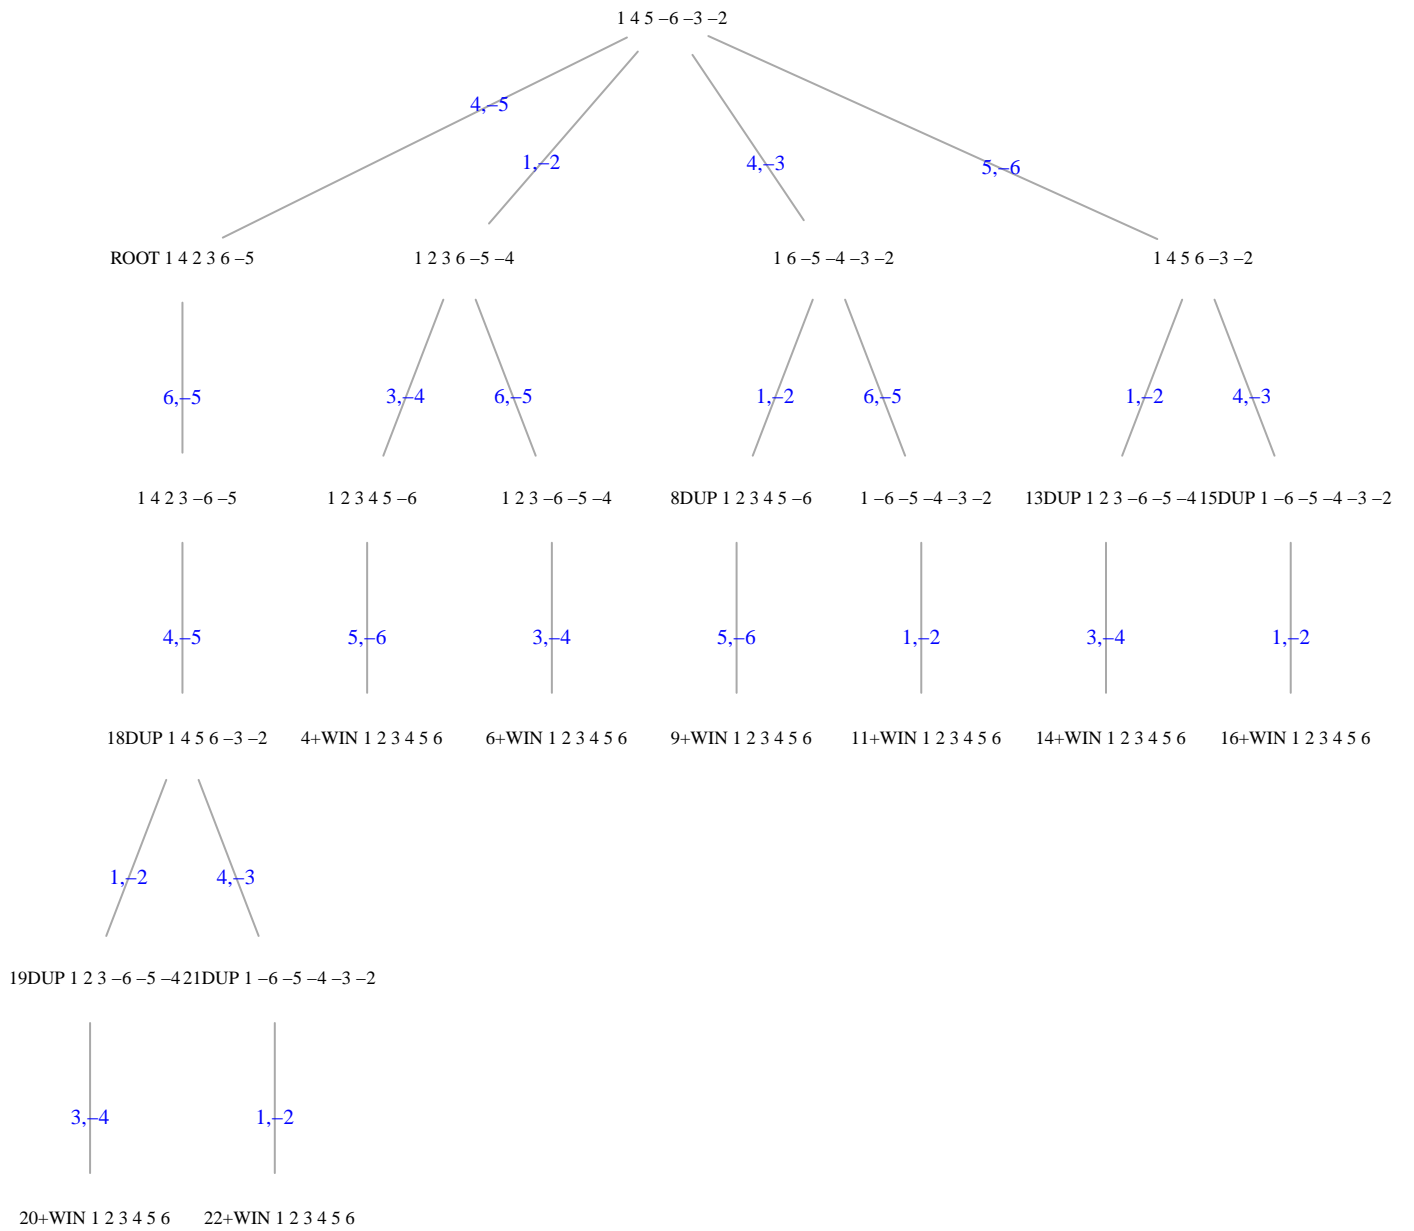 1 4 5 –6 –3 –2
4,–5
1,–2
4,–3
5,–6
ROOT 1 4 2 3 6 –5
1 2 3 6 –5 –4
1 6 –5 –4 –3 –2
1 4 5 6 –3 –2
6,–5
3,–4
6,–5
1,–2
6,–5
1,–2
4,–3
1 4 2 3 –6 –5
1 2 3 4 5 –6
1 2 3 –6 –5 –4
8DUP 1 2 3 4 5 –6
1 –6 –5 –4 –3 –2
13DUP 1 2 3 –6 –5 –4
15DUP 1 –6 –5 –4 –3 –2
4,–5
5,–6
3,–4
5,–6
1,–2
3,–4
1,–2
18DUP 1 4 5 6 –3 –2
4+WIN 1 2 3 4 5 6
6+WIN 1 2 3 4 5 6
9+WIN 1 2 3 4 5 6
11+WIN 1 2 3 4 5 6
14+WIN 1 2 3 4 5 6
16+WIN 1 2 3 4 5 6
1,–2
4,–3
19DUP 1 2 3 –6 –5 –4
21DUP 1 –6 –5 –4 –3 –2
3,–4
1,–2
20+WIN 1 2 3 4 5 6
22+WIN 1 2 3 4 5 6